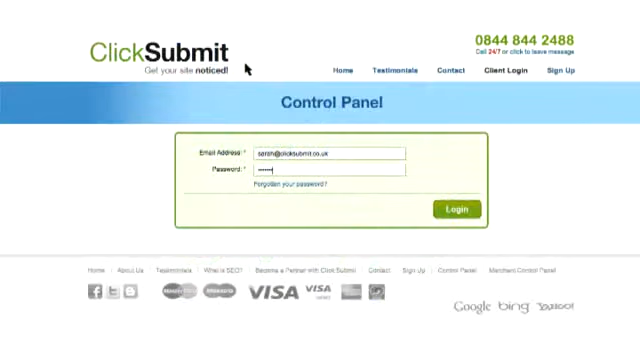 ClickSubmit
Get your site noticed!
0844 844 2488
Call 24/7 or click to leave message
Home Testimonials Contact Client Login Sign Up
Control Panel
Email Address: * sarah@clicksubmit.co.uk
Password: * ••••••
Forgotten your password?
Login
Home | About Us | Testimonials | What is SEO? | Become a Partner with Click Submit | Contact | Sign Up | Control Panel | Merchant Control Panel
VISA VISA
Google bing Yahoo!